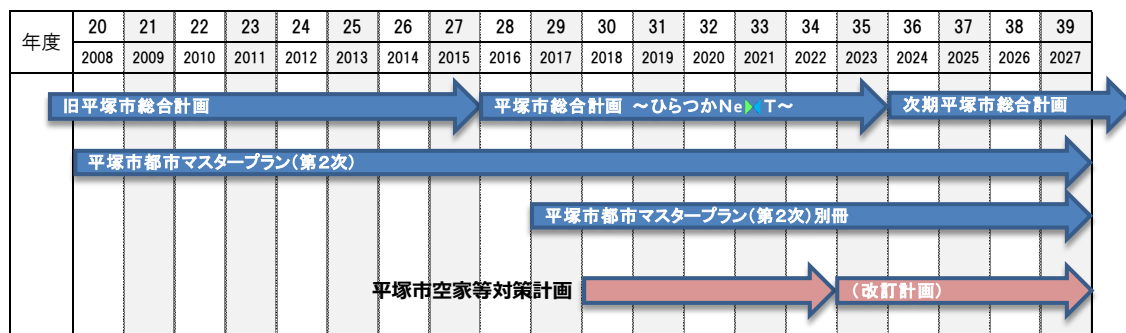 年度 20 21 22 23 24 25 26 27 28 29 30 31 32 33 34 35 36 37 38 39
2008 2009 2010 2011 2012 2013 2014 2015 2016 2017 2018 2019 2020 2021 2022 2023 2024 2025 2026 2027
旧平塚市総合計画 平塚市総合計画 ~ひらつかNeXT~ 次期平塚市総合計画
平塚市都市マスタープラン(第2次)
平塚市都市マスタープラン(第2次)別冊
平塚市空家等対策計画 (改訂計画)